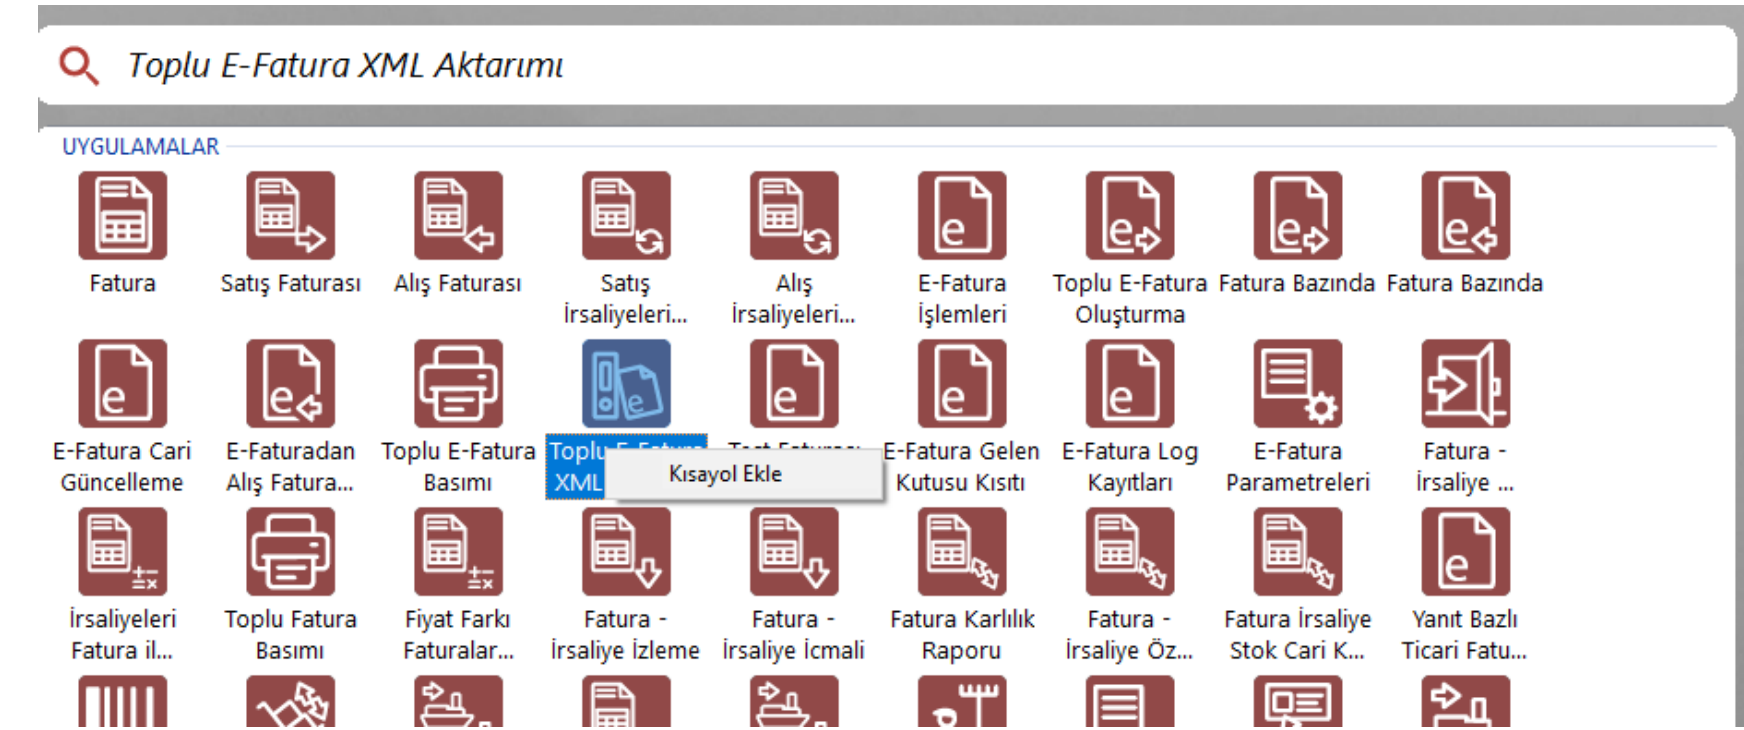 Toplu E-Fatura XML Aktarımı
UYGULAMALAR
Fatura
Satış Faturası
Alış Faturası
Satış
İrsaliyeleri...
Alış
İrsaliyeleri...
E-Fatura
İşlemleri
Toplu E-Fatura
Oluşturma
Fatura Bazında
Fatura Bazında
E-Fatura Cari
Güncelleme
E-Faturadan
Alış Fatura...
Toplu E-Fatura
Basımı
Toplu E-Fatura
XML
Kısayol Ekle
Test Faturası
E-Fatura Gelen
Kutusu Kısıtı
E-Fatura Log
Kayıtları
E-Fatura
Parametreleri
Fatura -
İrsaliye ...
İrsaliyeleri
Fatura il...
Toplu Fatura
Basımı
Fiyat Farkı
Faturalar...
Fatura -
İrsaliye İzleme
Fatura -
İrsaliye İcmali
Fatura Karlılık
Raporu
Fatura -
İrsaliye Öz...
Fatura İrsaliye
Stok Cari K...
Yanıt Bazlı
Ticari Fatu...